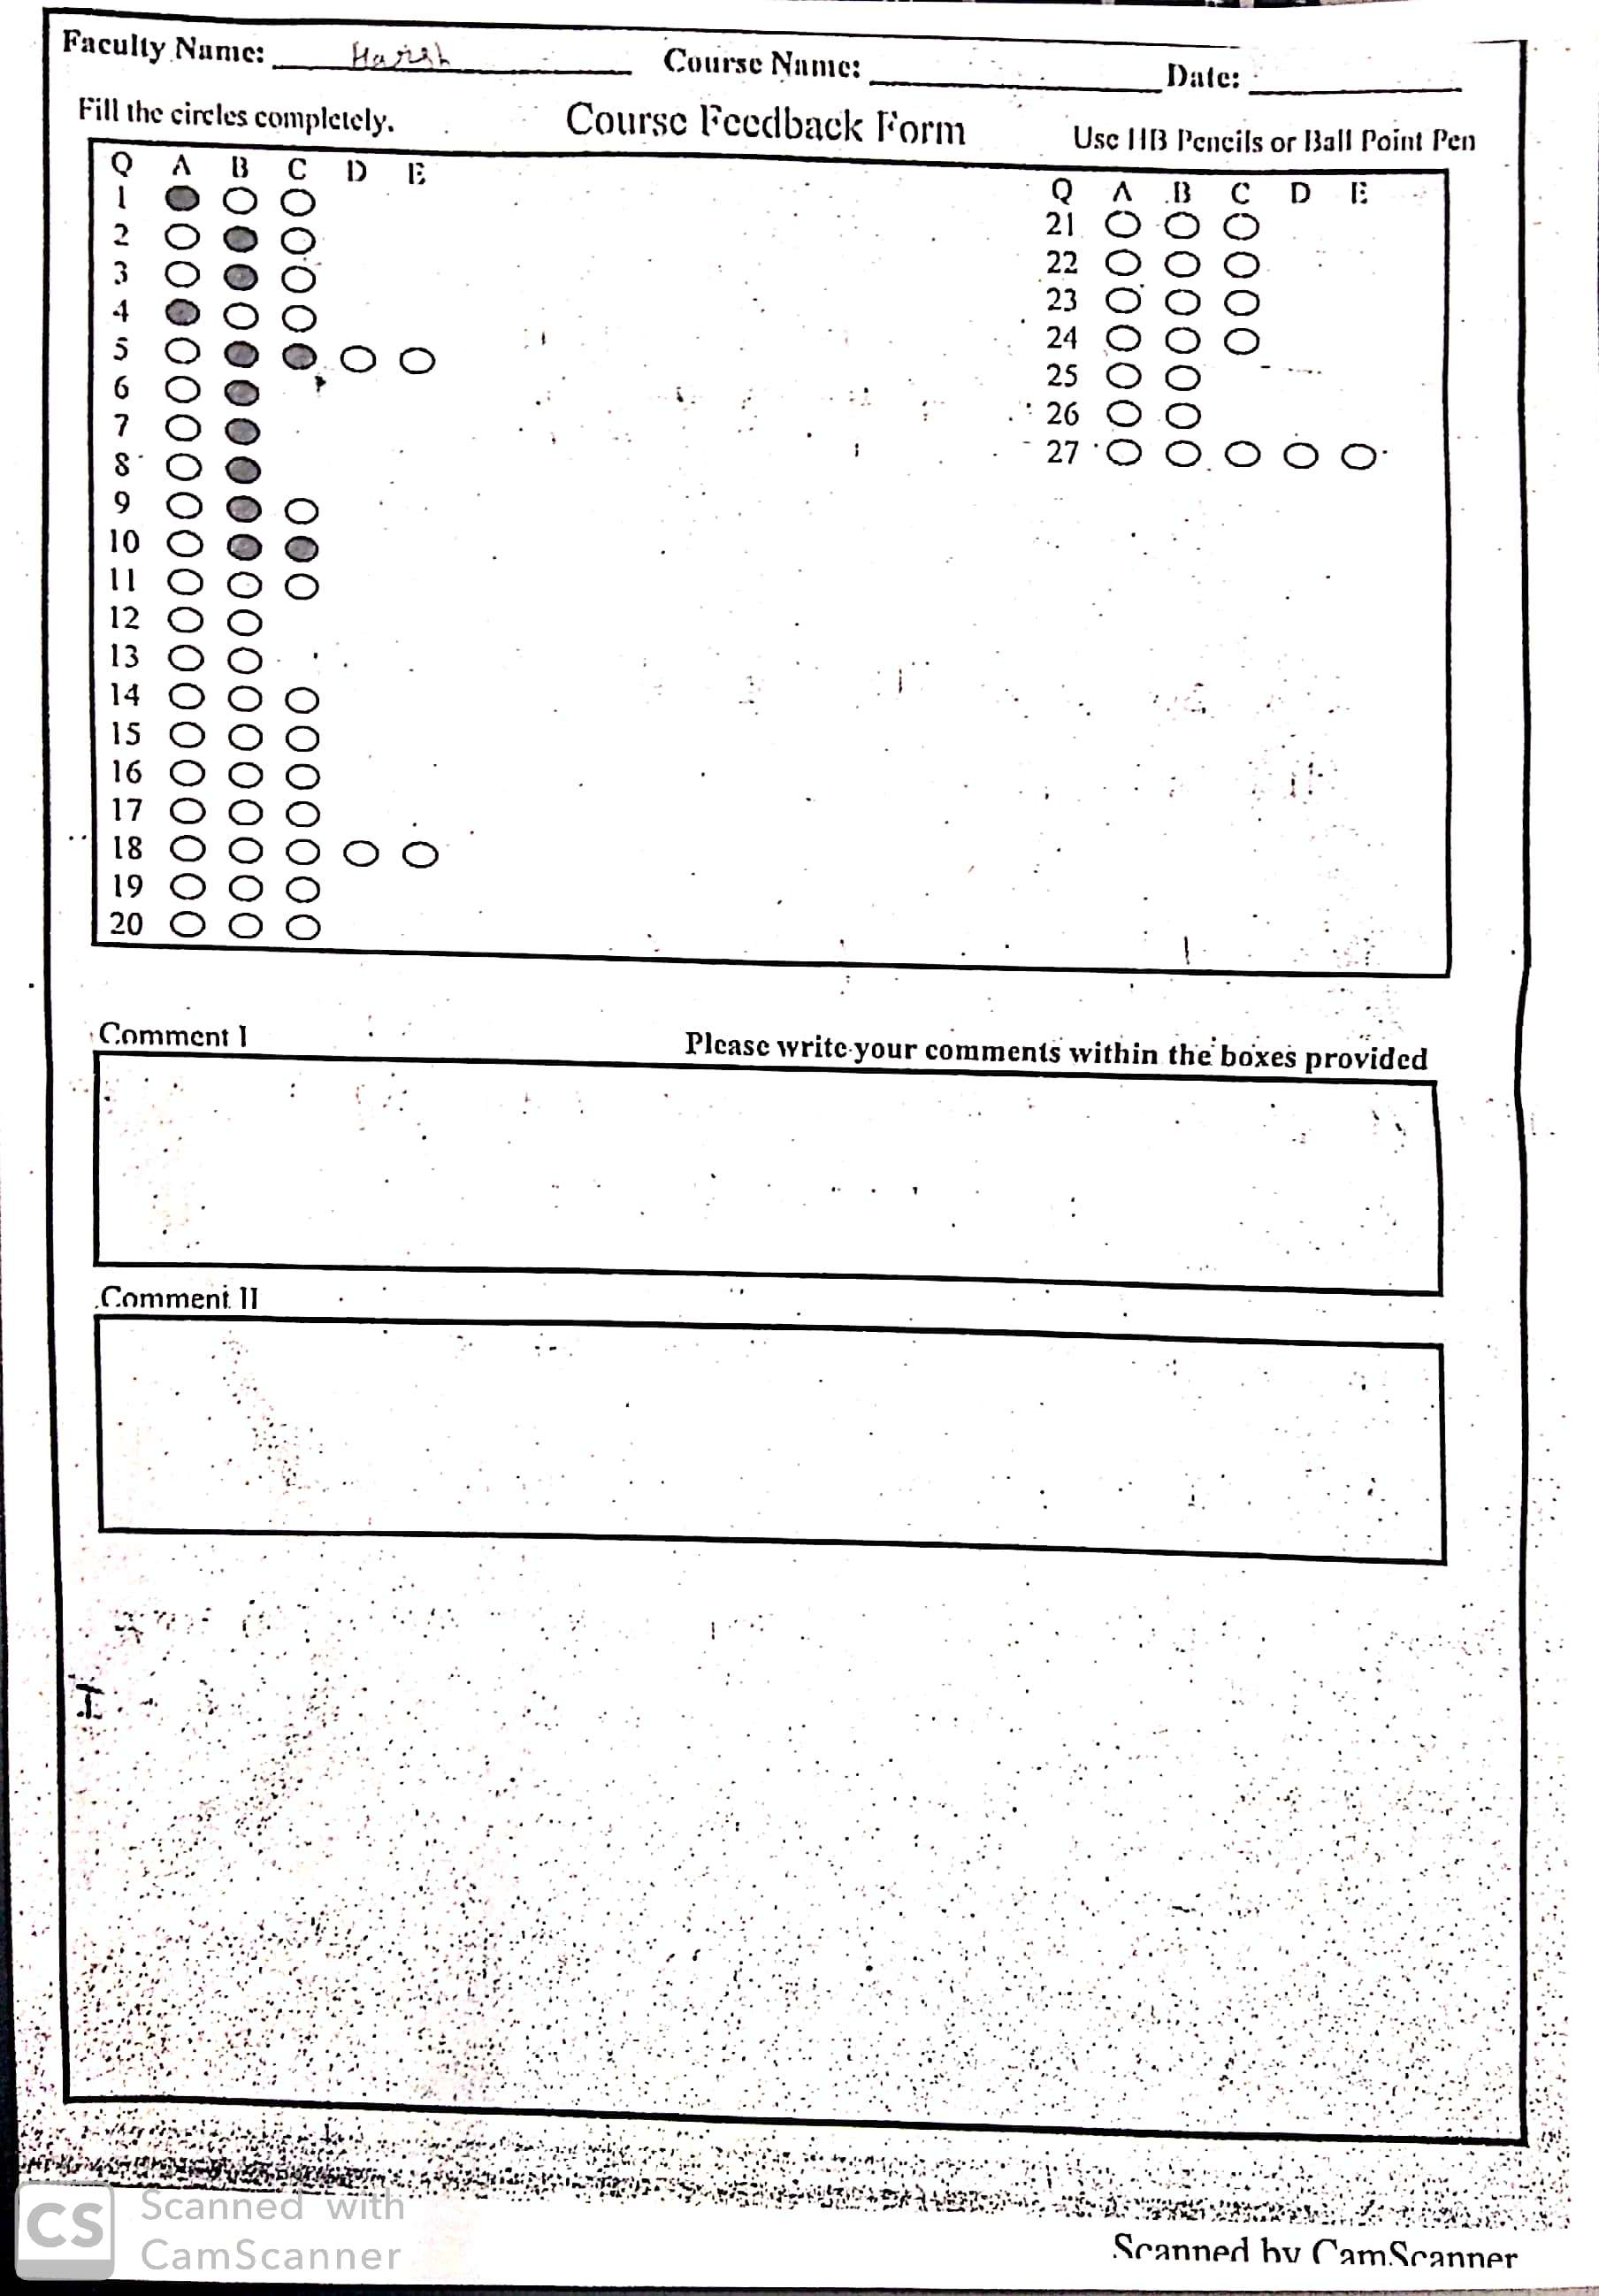 Faculty Name: Harsh Course Name: Date:
Fill the circles completely. Course Feedback Form Use HB Pencils or Ball Point Pen
Q A B C D E
1
2
3
4
5
6
7
8
9
10
11
12
13
14
15
16
17
18
19
20
Q A B C D E
21
22
23
24
25
26
27
Comment I Please write your comments within the boxes provided
Comment II
I
CS Scanned with
CamScanner
Scanned by CamScanner